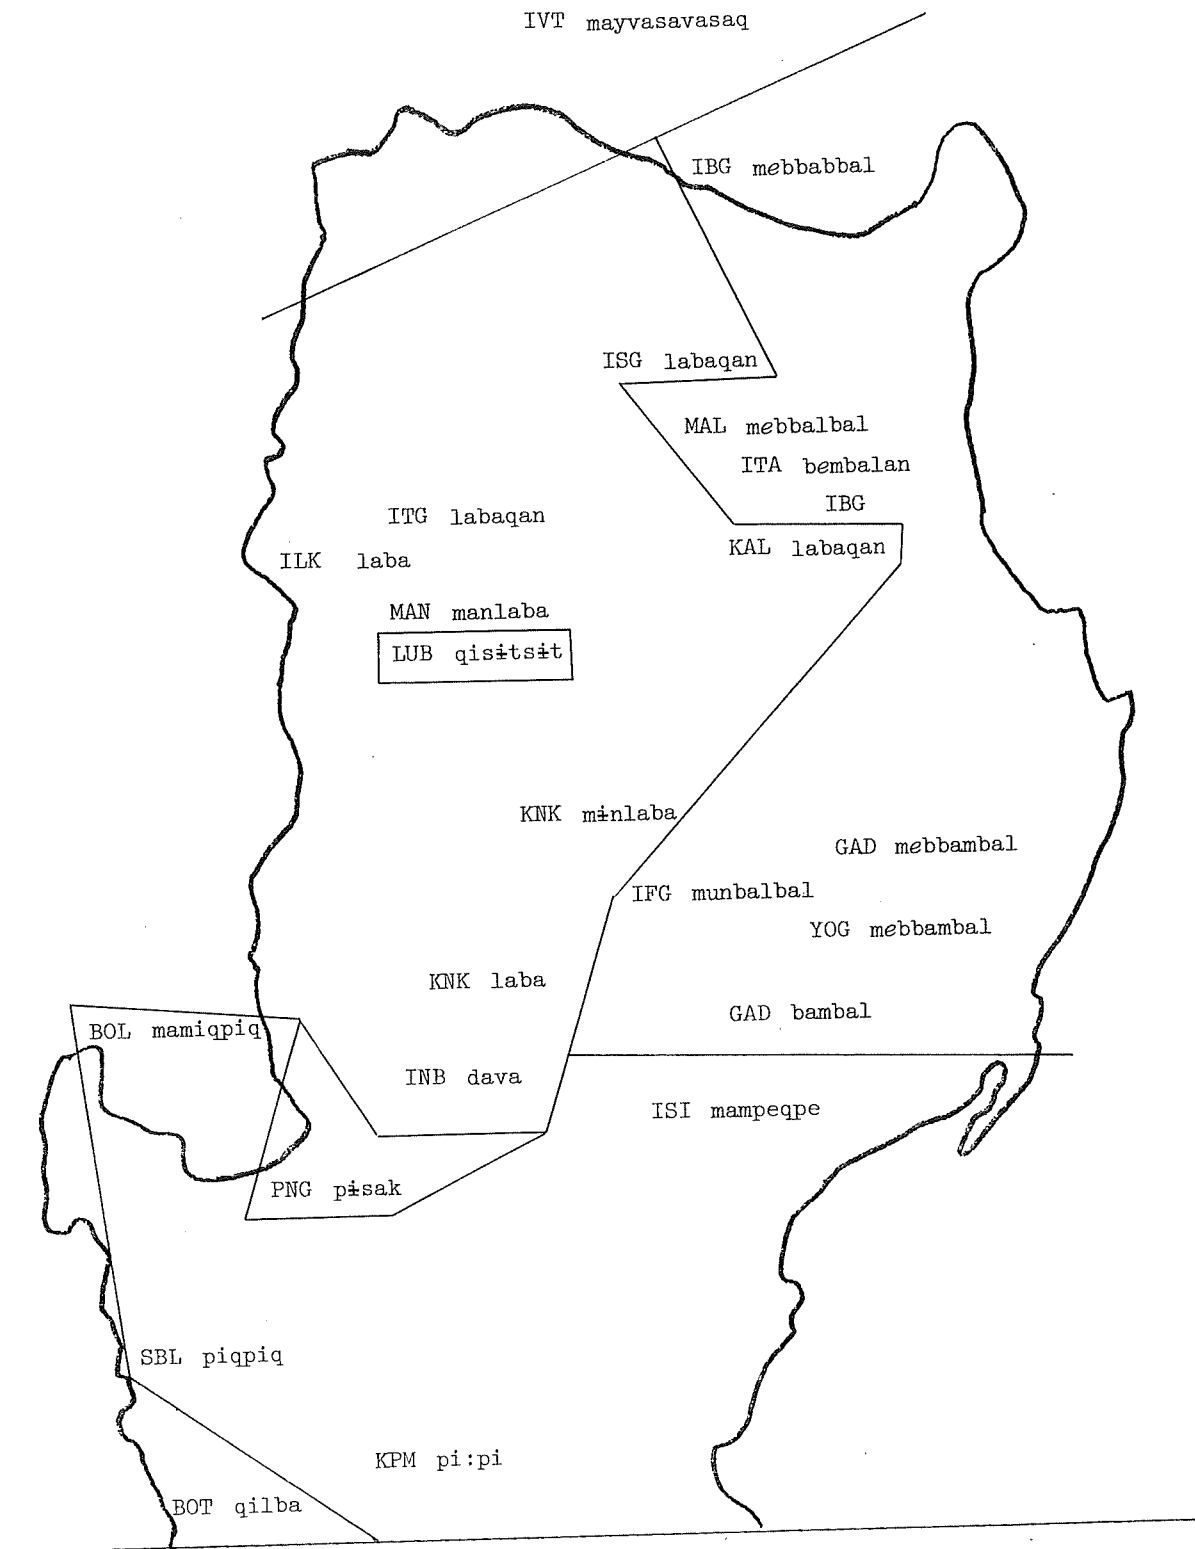 IVT mayvasavasaq
IBG mebbabbal
ISG labaqan
MAL mebbalbal
ITA bembalan
IBG
ITG labaqan
KAL labaqan
ILK laba
MAN manlaba
LUB qisɨtsɨt
KNK mɨnlaba
GAD mebbambal
IFG munbalbal
YOG mebbambal
KNK laba
GAD bambal
BOL mamiqpiq
INB dava
ISI mampeqpe
PNG pɨsak
SBL piqpiq
KPM pi:pi
BOT qilba